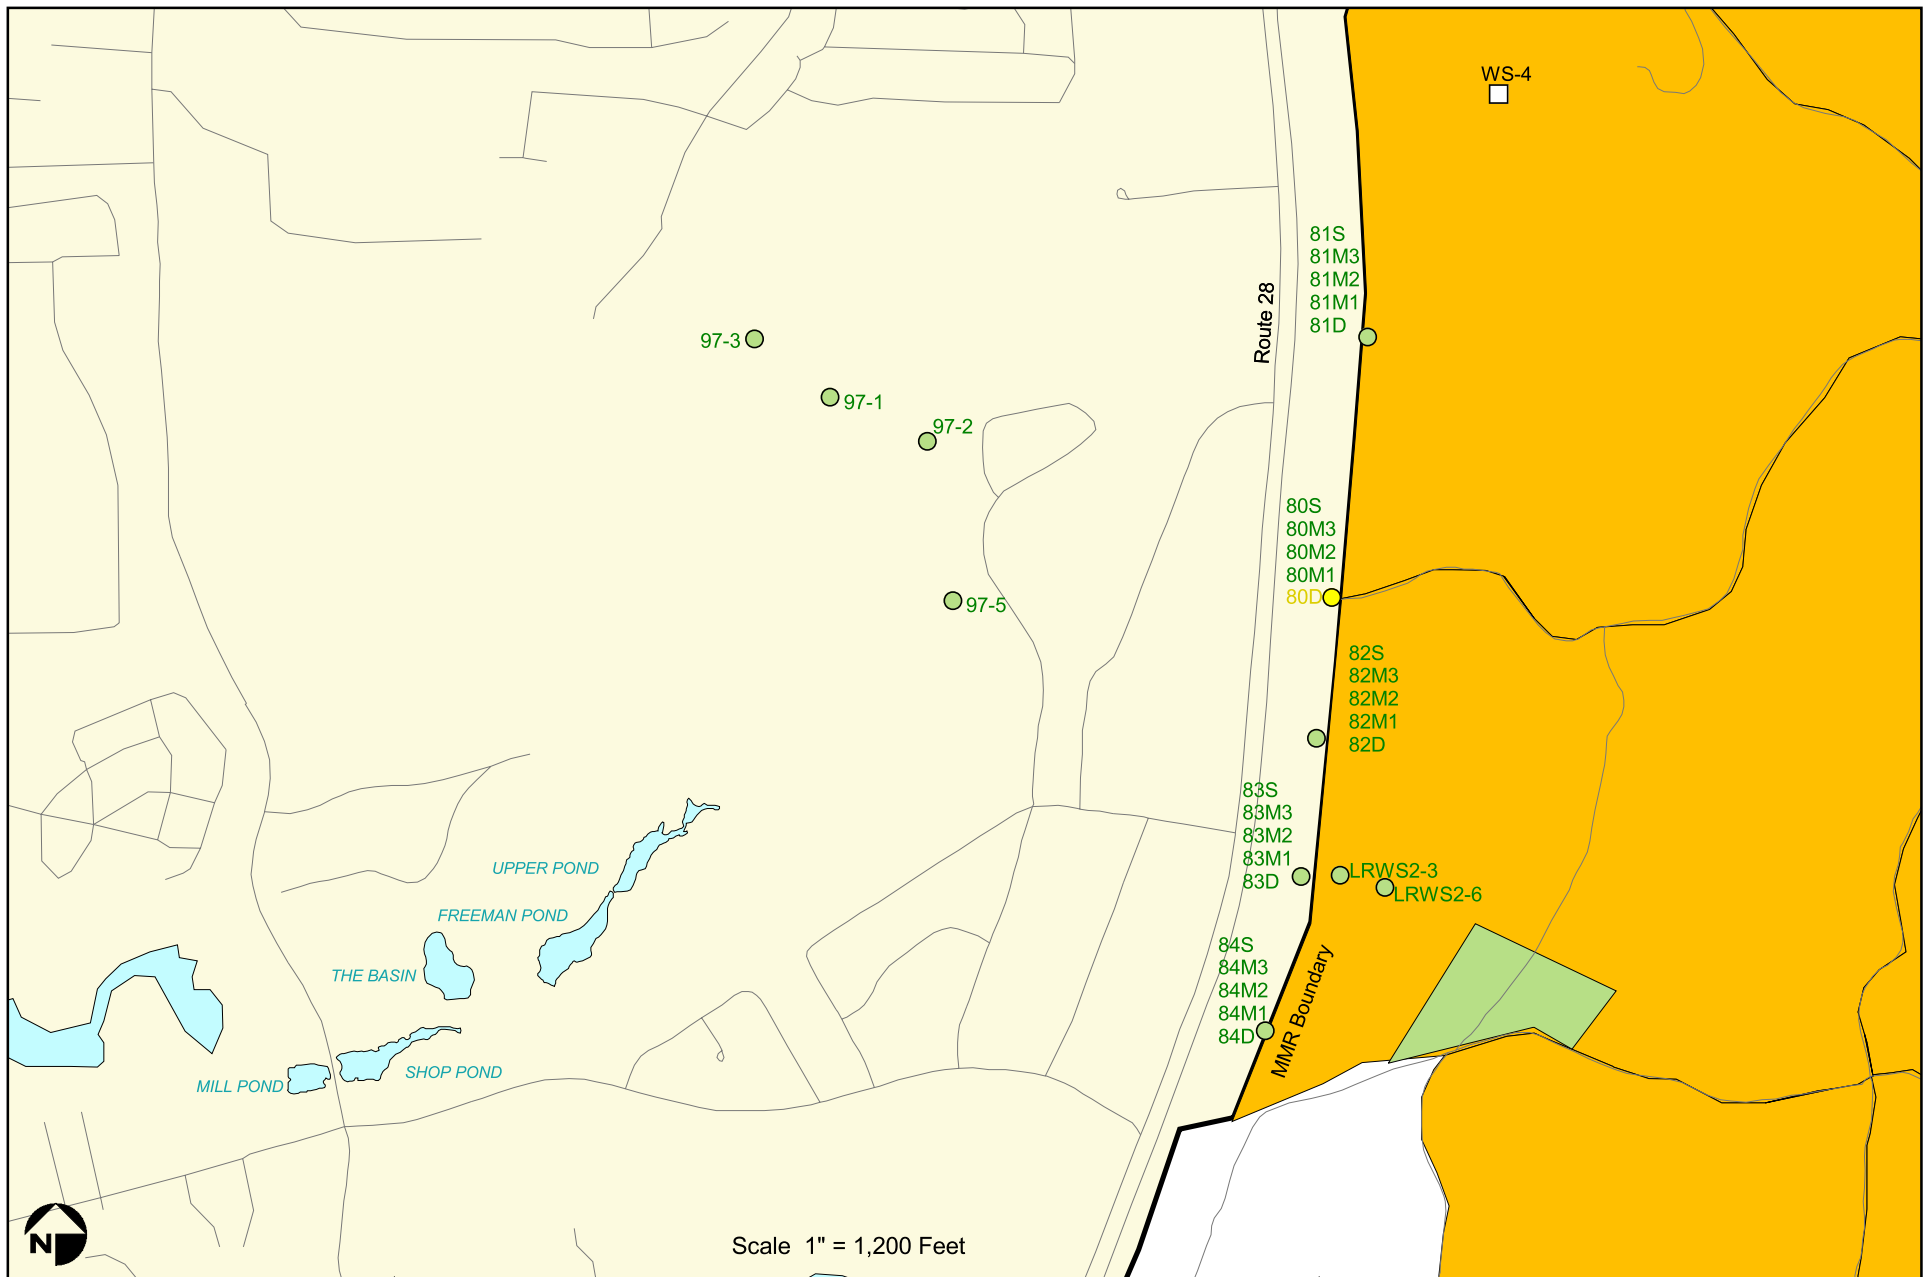 WS-4
81S
81M3
81M2
81M1
81D
Route 28
97-3
97-1
97-2
80S
80M3
80M2
80M1
80D
97-5
82S
82M3
82M2
82M1
82D
83S
83M3
83M2
83M1
83D
LRWS2-3
LRWS2-6
UPPER POND
FREEMAN POND
THE BASIN
84S
84M3
84M2
84M1
84D
MMR Boundary
SHOP POND
MILL POND
N
Scale 1" = 1,200 Feet